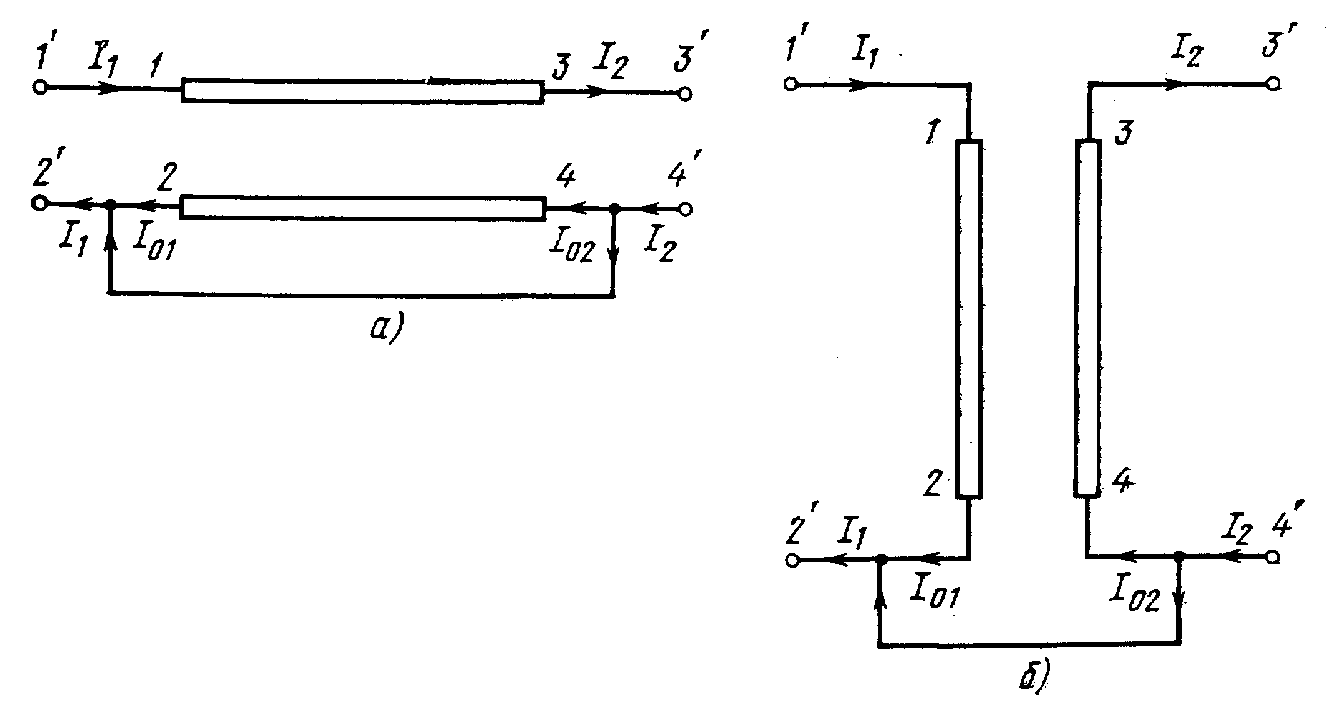 1′ I1 1 3 I2 3′
2′ 2 4 4′
I1 I01 I02 I2
а)
1′ I1 I2 3′
1 3
2 4
2′ I1 I2 4′
I01 I02
б)